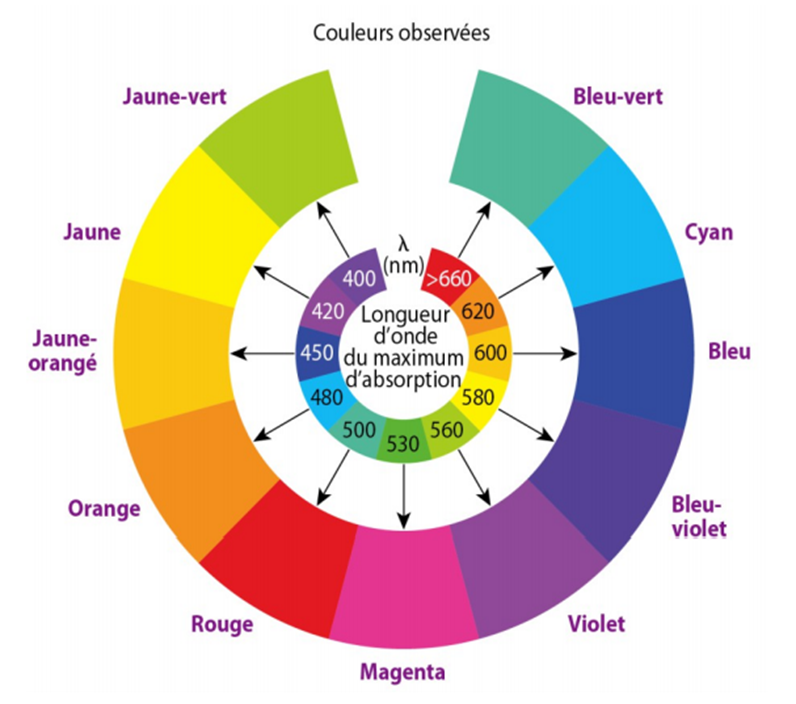 Couleurs observées
Jaune-vert
Bleu-vert
Jaune
Cyan
λ
(nm)
400
>660
420
620
Longueur
d'onde
du maximum
d'absorption
450
600
480
580
500
560
530
Jaune-
orangé
Bleu
Orange
Bleu-
violet
Rouge
Violet
Magenta